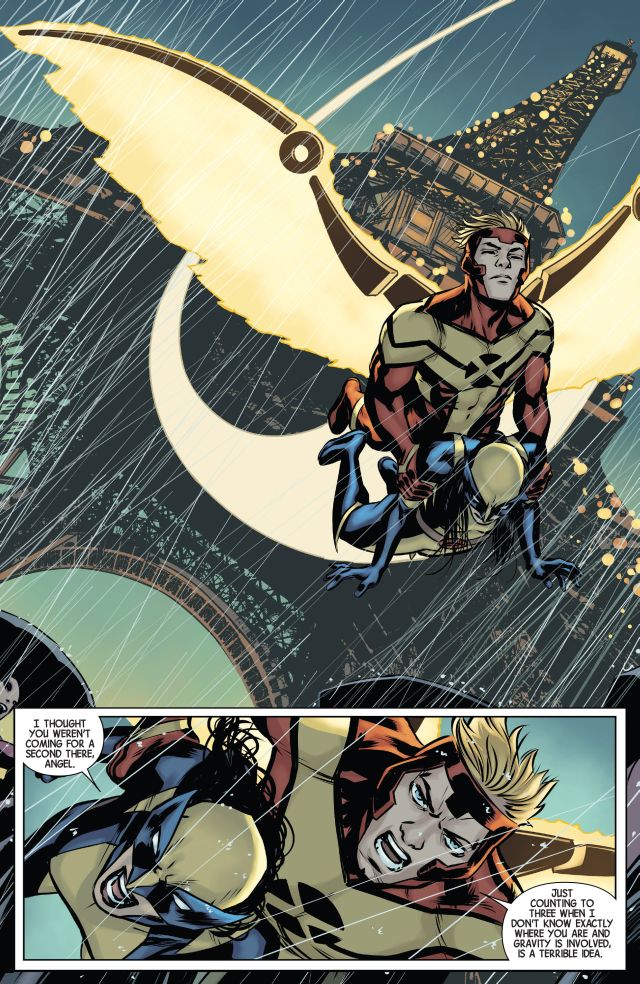 I THOUGHT
YOU WEREN'T
COMING FOR A
SECOND THERE,
ANGEL.
JUST
COUNTING TO
THREE WHEN I
DON'T KNOW EXACTLY
WHERE YOU ARE AND
GRAVITY IS INVOLVED,
IS A TERRIBLE IDEA.